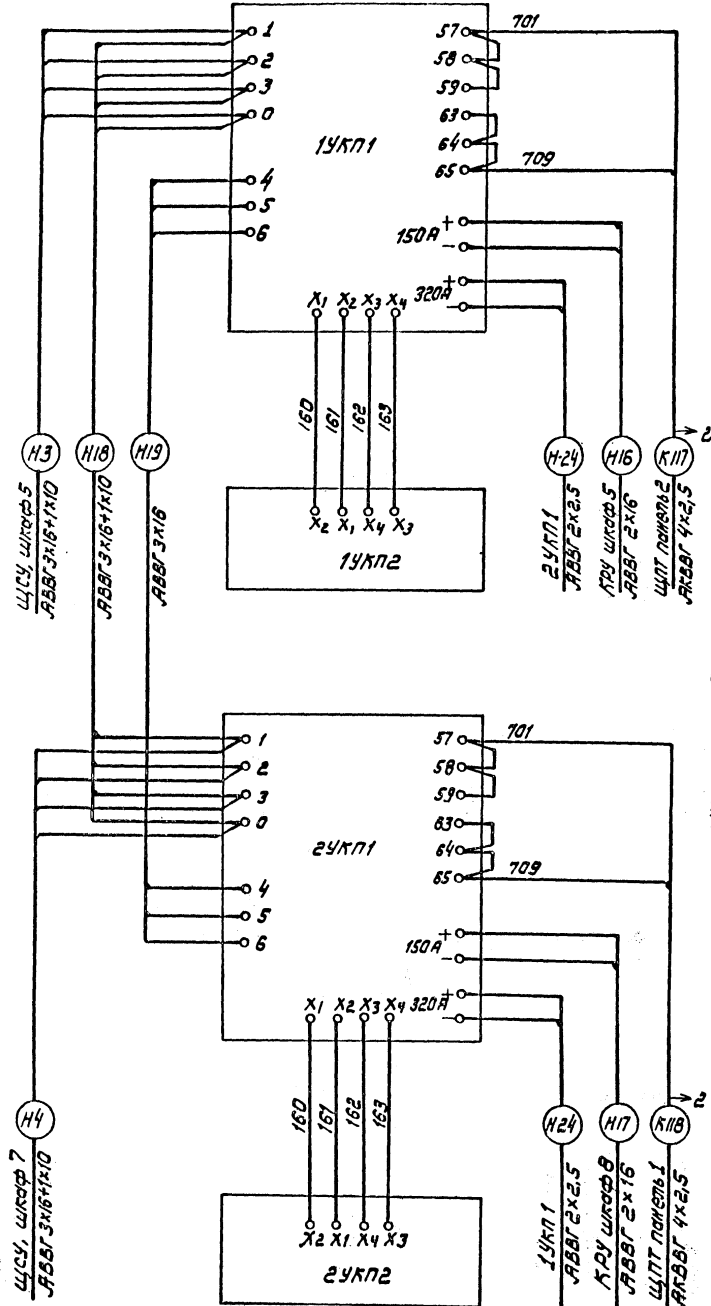 1
2
3
0
4
5
6
1УКП1
57
58
59
63
64
65
701
709
150А
+
-
320А
+
-
X1 X2 X3 X4
160
161
162
163
X2 X1 X4 X3
1УКП2
Н3
Н18
Н19
Н-24
Н16
К117
2
ЩСУ, шкаф 5
АВВГ 3х16+1х10
АВВГ 3х16+1х10
АВВГ 3х16
2УКП1
АВВГ 2х2,5
КРУ шкаф 5
АВВГ 2х16
ЩПТ панель 2
АКВВГ 4х2,5
1
2
3
0
4
5
6
2УКП1
57
58
59
63
64
65
701
709
150А
+
-
320А
+
-
X1 X2 X3 X4
160
161
162
163
X2 X1 X4 X3
2УКП2
Н4
Н24
Н17
К118
2
ЩСУ, шкаф 7
АВВГ 3х16+1х10
1УКП1
АВВГ 2х2,5
КРУ шкаф 8
АВВГ 2х16
ЩПТ панель 1
АКВВГ 4х2,5